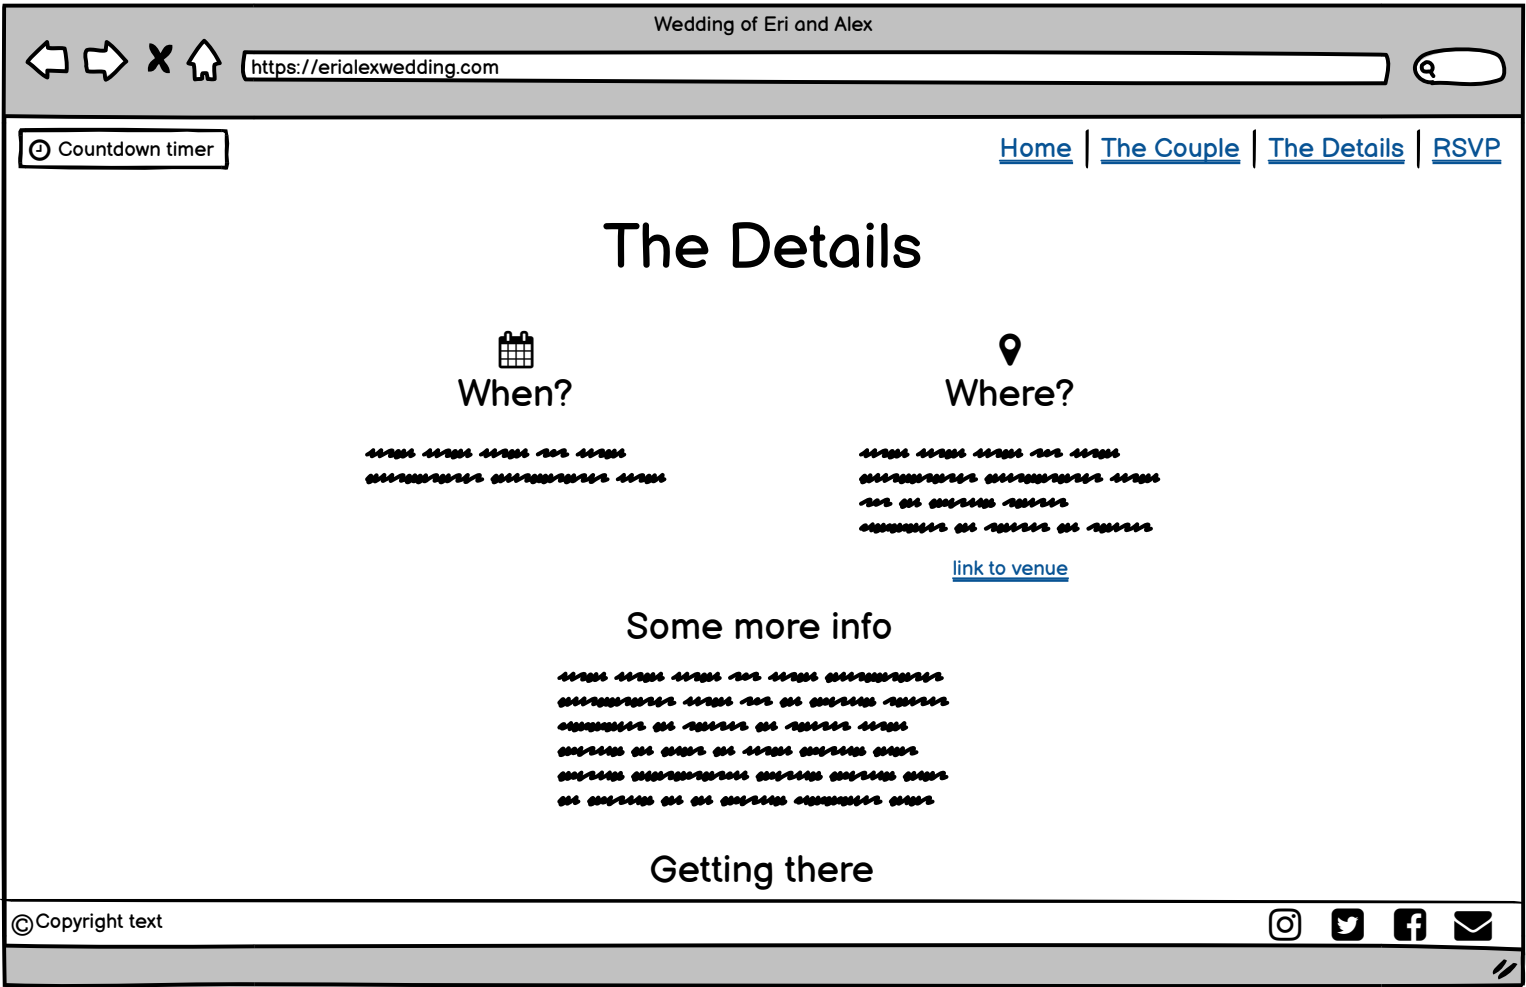 Wedding of Eri and Alex
https://erialexwedding.com
Countdown timer
Home
The Couple
The Details
RSVP
The Details
When?
Where?
link to venue
Some more info
Getting there
© Copyright text